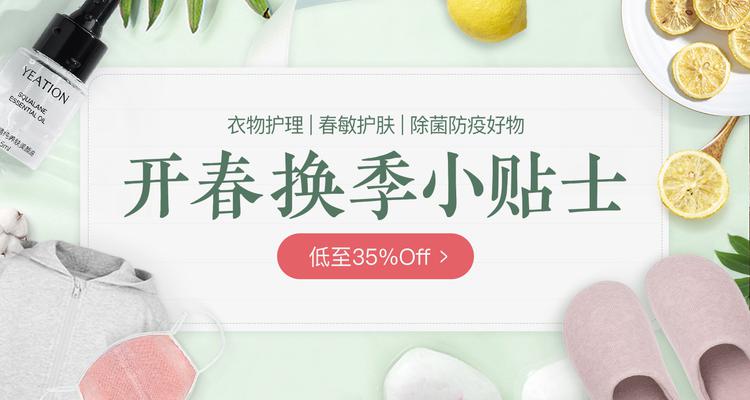 YEATION
SQUALANE
ESSENTIAL OIL
衣物护理 | 春敏护肤 | 除菌防疫好物
开春换季小贴士
低至35%Off >